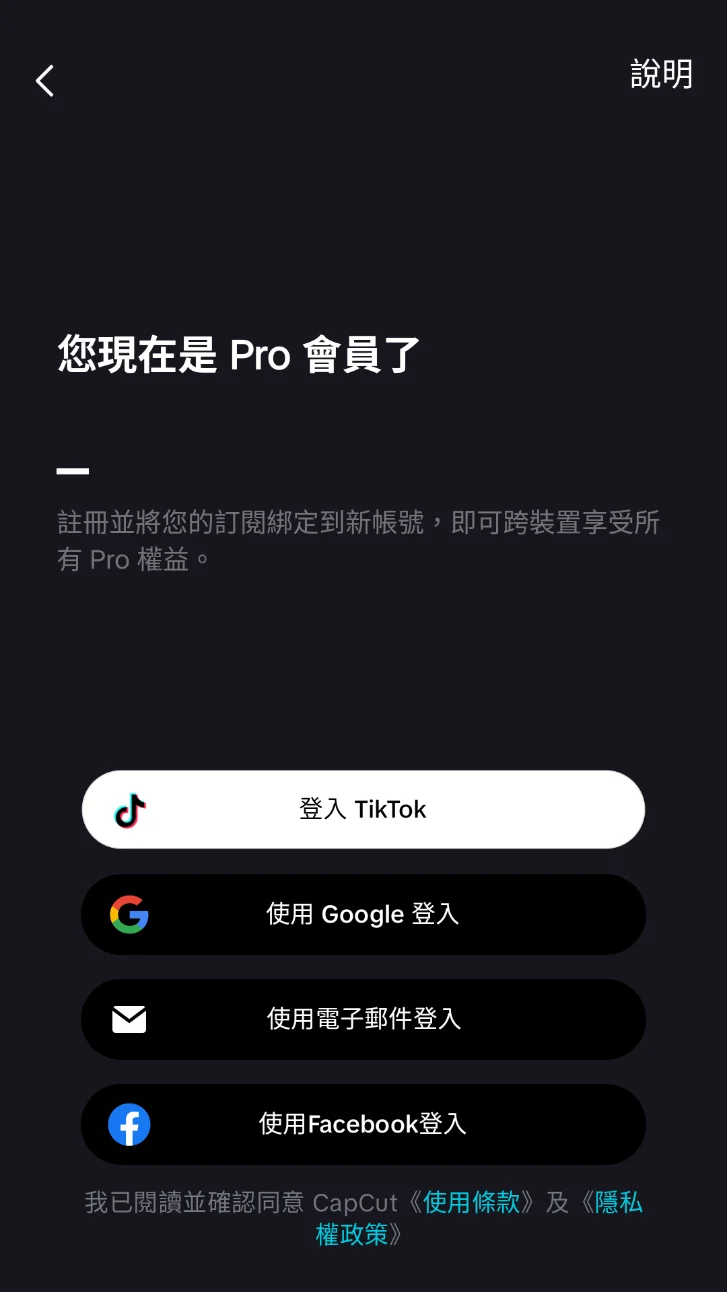 說明
您現在是 Pro 會員了
註冊並將您的訂閱綁定到新帳號，即可跨裝置享受所
有 Pro 權益。
登入 TikTok
使用 Google 登入
使用電子郵件登入
使用Facebook登入
我已閱讀並確認同意 CapCut《使用條款》及《隱私
權政策》